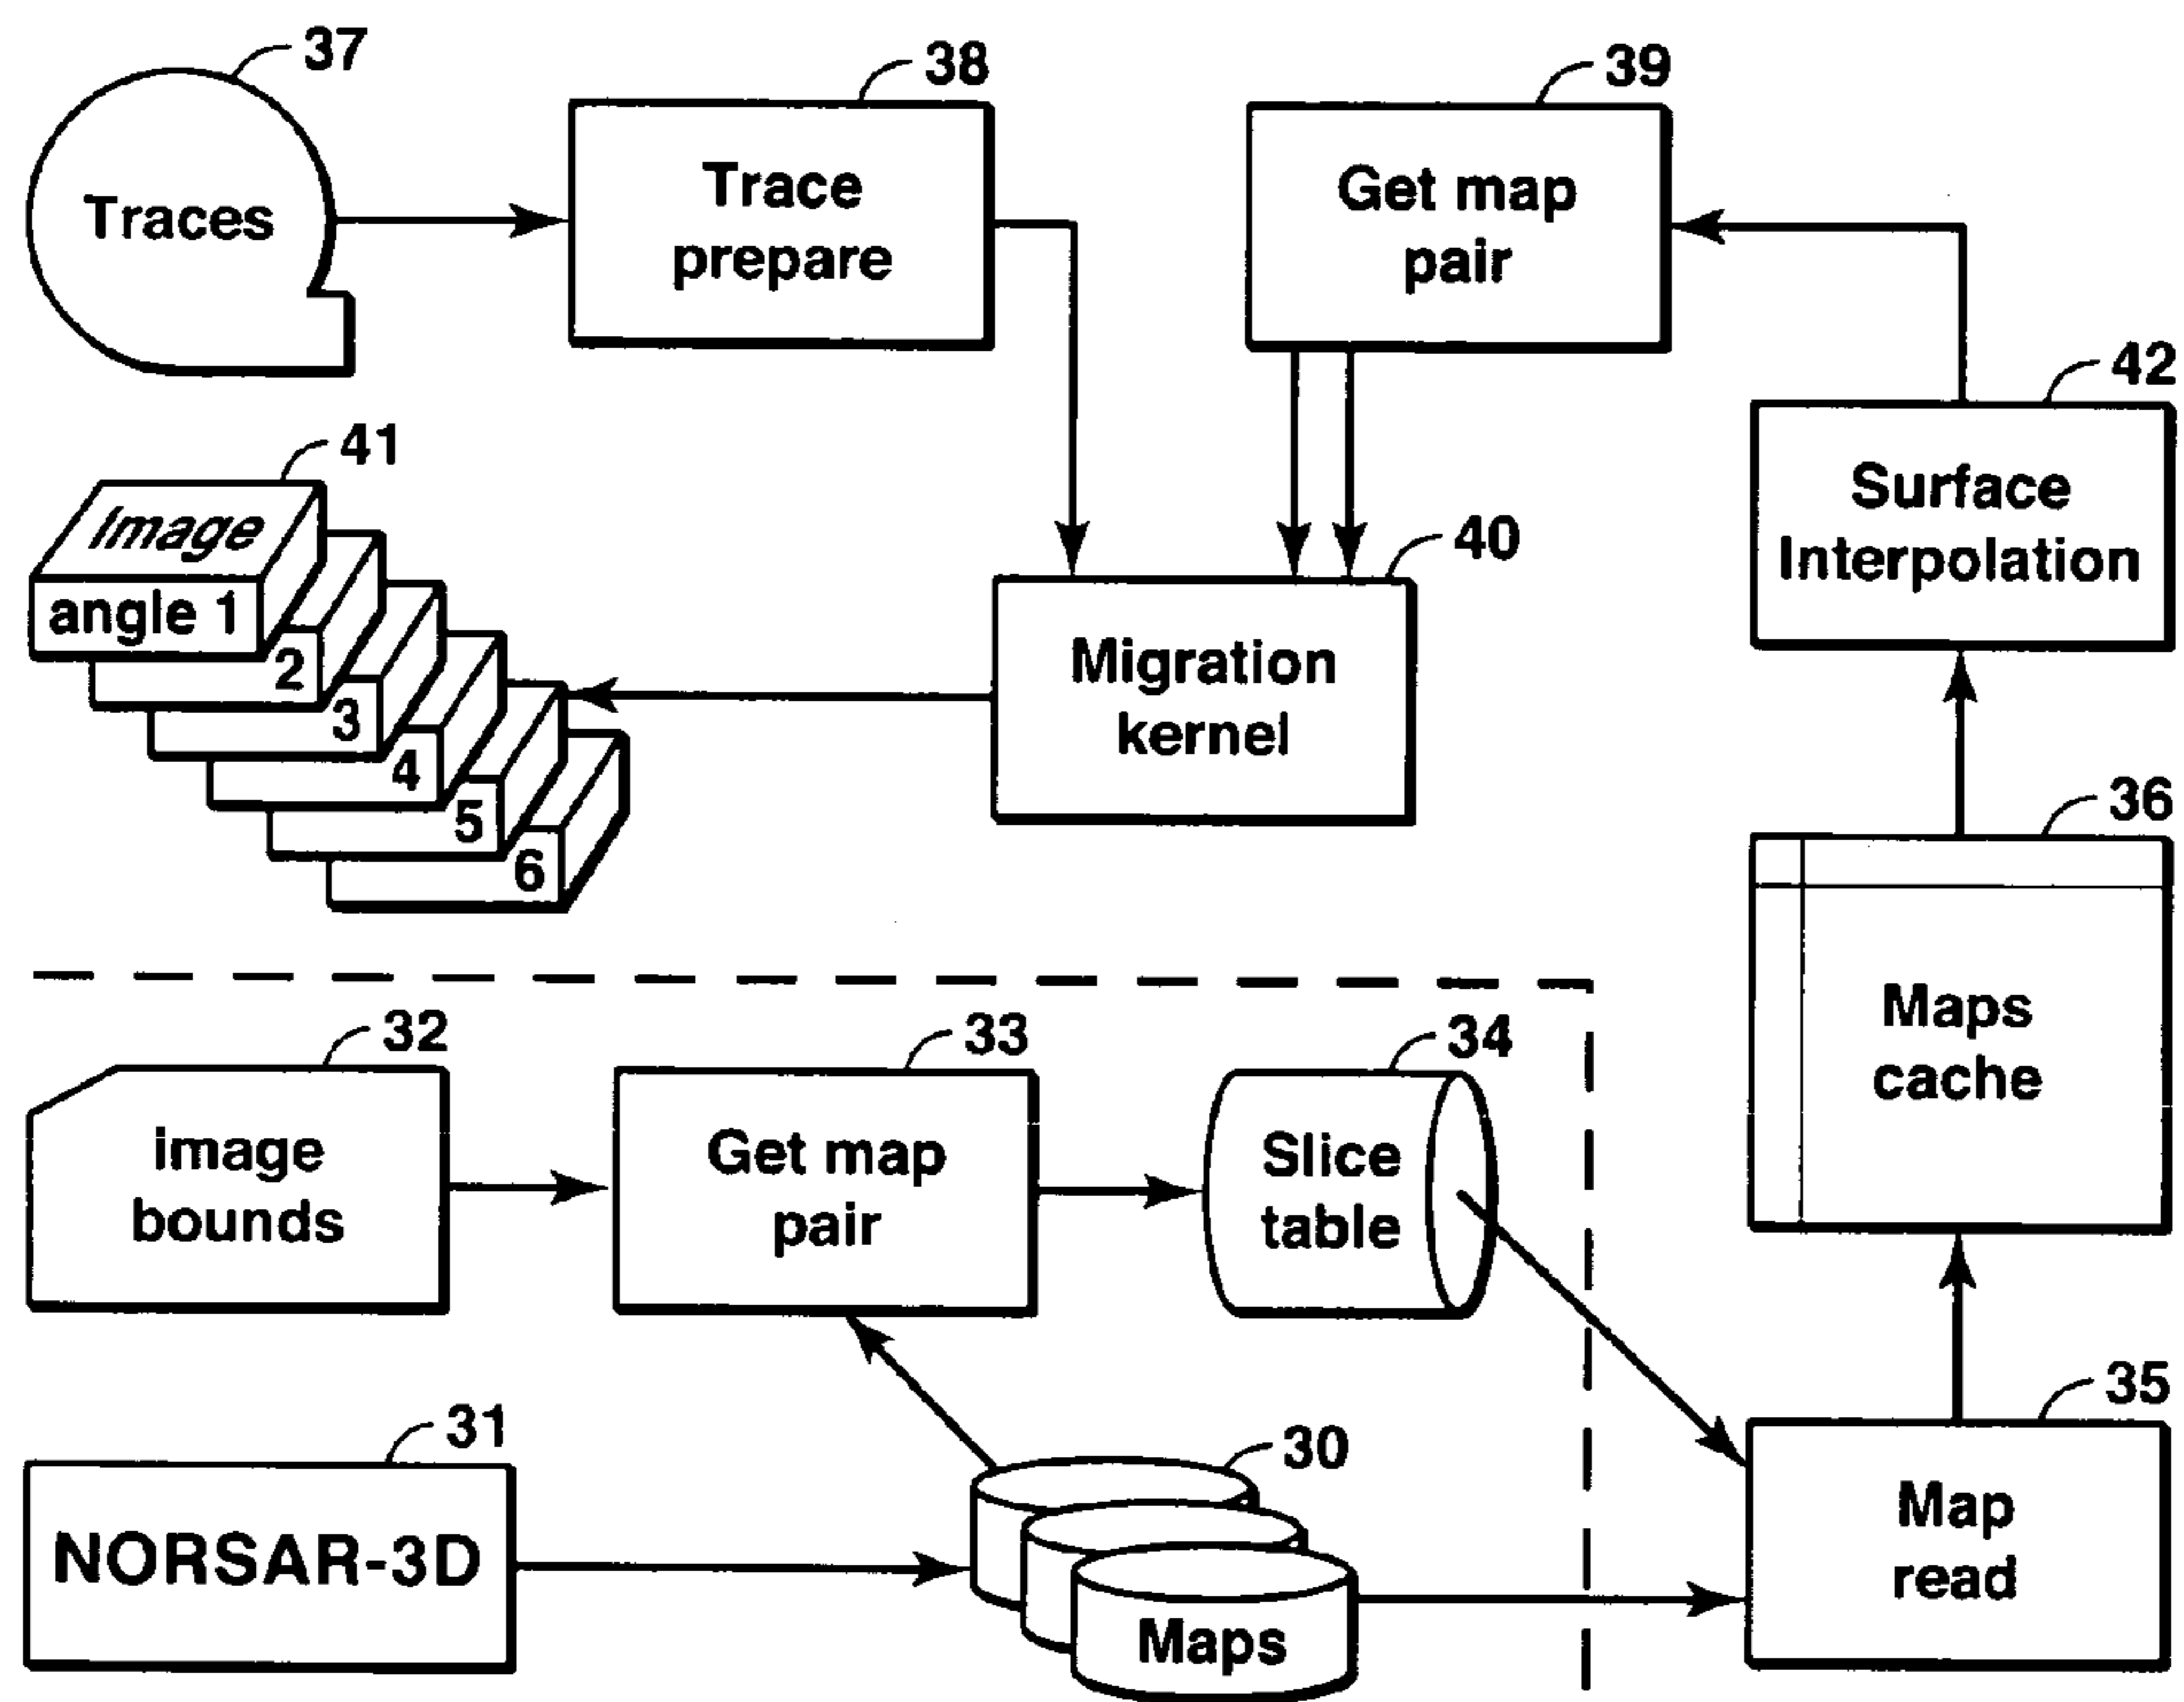 37
38
39
Traces
Trace
prepare
Get map
pair
42
41
Image
angle 1
2
3
4
5
6
40
Migration
kernel
Surface
Interpolation
36
Maps
cache
32
33
34
image
bounds
Get map
pair
Slice
table
31
30
35
NORSAR-3D
Maps
Map
read